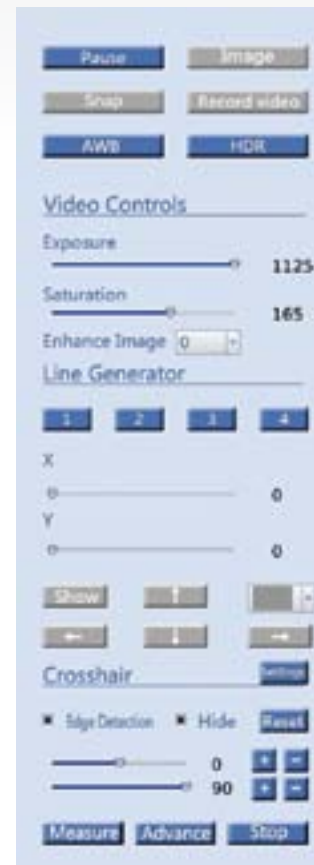 Pause Image
Snap Record video
AWB HDR
Video Controls
Exposure
1125
Saturation
165
Enhance Image 0
Line Generator
1 2 3 4
X
0
Y
0
Show ↑
← ↓ →
Crosshair Settings
Edge Detection Hide Reset
0 + -
90 + -
Measure Advance Stop